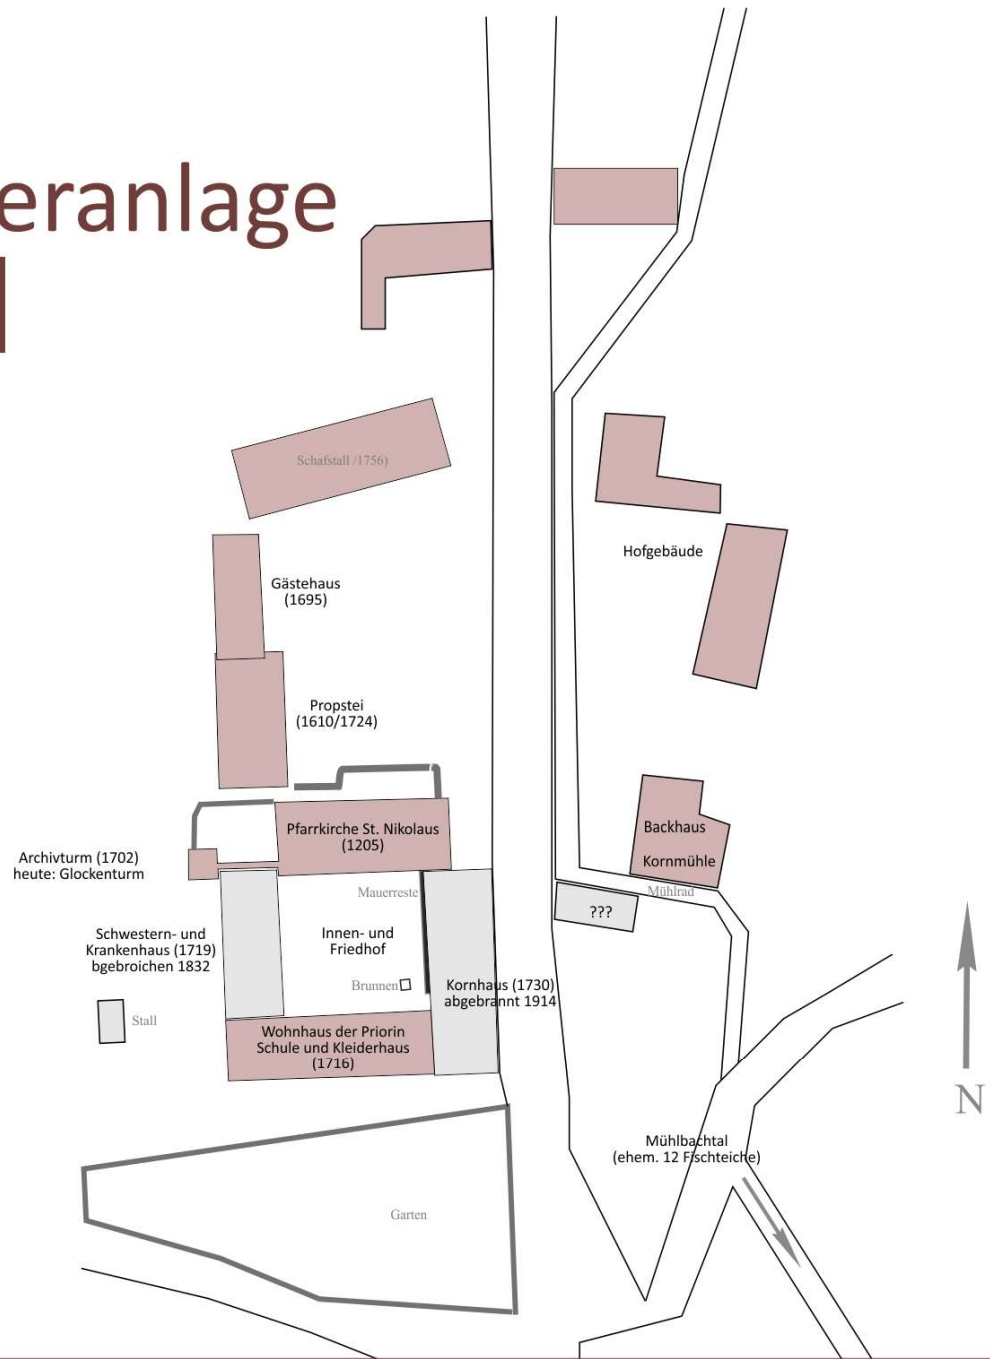 eranlage
Schafstall /1756)
Gästehaus
(1695)
Hofgebäude
Propstei
(1610/1724)
Pfarrkirche St. Nikolaus
(1205)
Backhaus
Kornmühle
Archivturm (1702)
heute: Glockenturm
Mauerreste
Mühlrad
???
Schwestern- und
Krankenhaus (1719)
bgebroichen 1832
Innen- und
Friedhof
Brunnen
Kornhaus (1730)
abgebrannt 1914
Stall
Wohnhaus der Priorin
Schule und Kleiderhaus
(1716)
N
Mühlbachtal
(ehem. 12 Fischteiche)
Garten